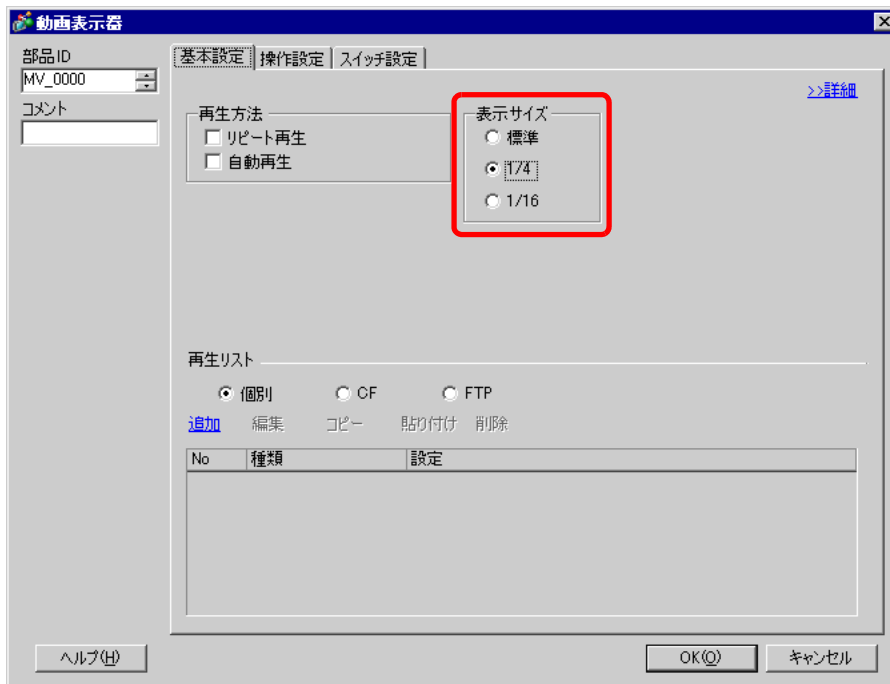 動画表示器
部品ID
MV_0000
コメント
基本設定 操作設定 スイッチ設定
>>詳細
再生方法
リピート再生
自動再生
表示サイズ
標準
1/4
1/16
再生リスト
個別 CF FTP
追加 編集 コピー 貼り付け 削除
No 種類 設定
ヘルプ(H) OK(O) キャンセル